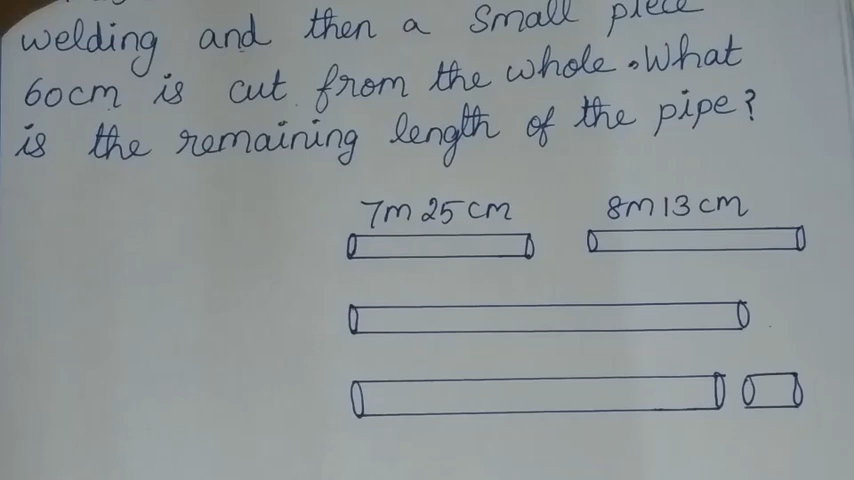 welding and then a small piece
60cm is cut from the whole. What
is the remaining length of the pipe?
7m 25 cm 8m 13 cm